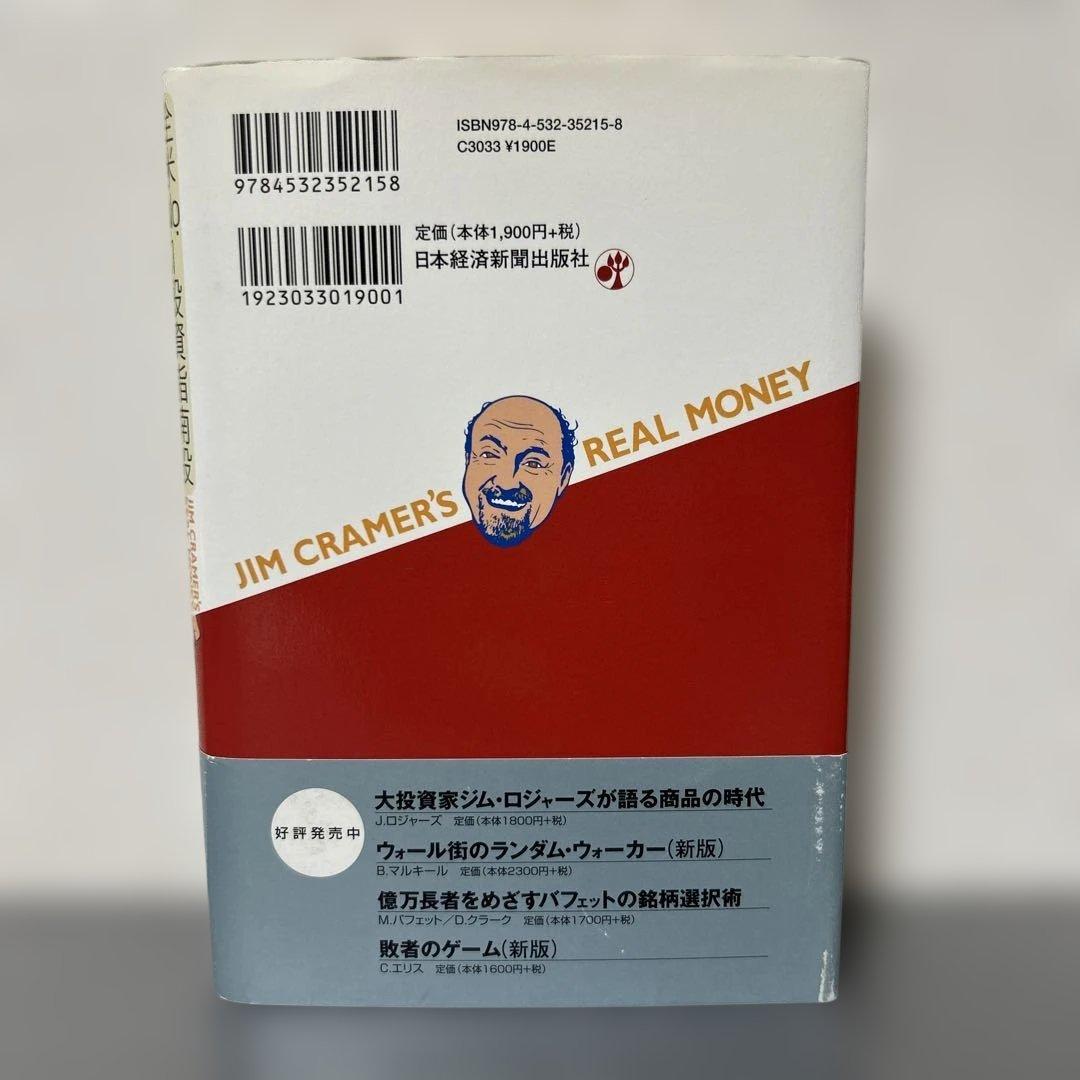 ISBN978-4-532-35215-8
C3033 ¥1900E
9784532352158
定価(本体1,900円+税)
日本経済新聞出版社
1923033019001
JIM CRAMER'S REAL MONEY
JIM CRAMER'S
好評発売中
大投資家ジム・ロジャーズが語る商品の時代
J.ロジャーズ 定価(本体1800円+税)
ウォール街のランダム・ウォーカー(新版)
B.マルキール 定価(本体2300円+税)
億万長者をめざすバフェットの銘柄選択術
M.バフェット/D.クラーク 定価(本体1700円+税)
敗者のゲーム(新版)
C.エリス 定価(本体1600円+税)